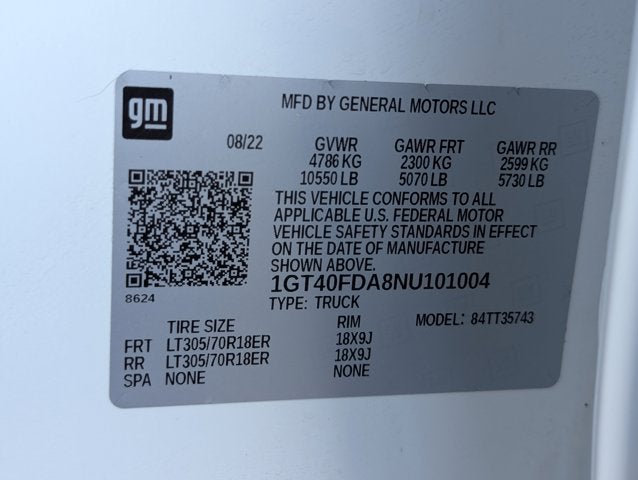 gm
MFD BY GENERAL MOTORS LLC
08/22 GVWR GAWR FRT GAWR RR
4786 KG 2300 KG 2599 KG
10550 LB 5070 LB 5730 LB
THIS VEHICLE CONFORMS TO ALL
APPLICABLE U.S. FEDERAL MOTOR
VEHICLE SAFETY STANDARDS IN EFFECT
ON THE DATE OF MANUFACTURE
SHOWN ABOVE.
1GT40FDA8NU101004
8624
TYPE: TRUCK
TIRE SIZE RIM MODEL: 84TT35743
FRT LT305/70R18ER 18X9J
RR LT305/70R18ER 18X9J
SPA NONE NONE